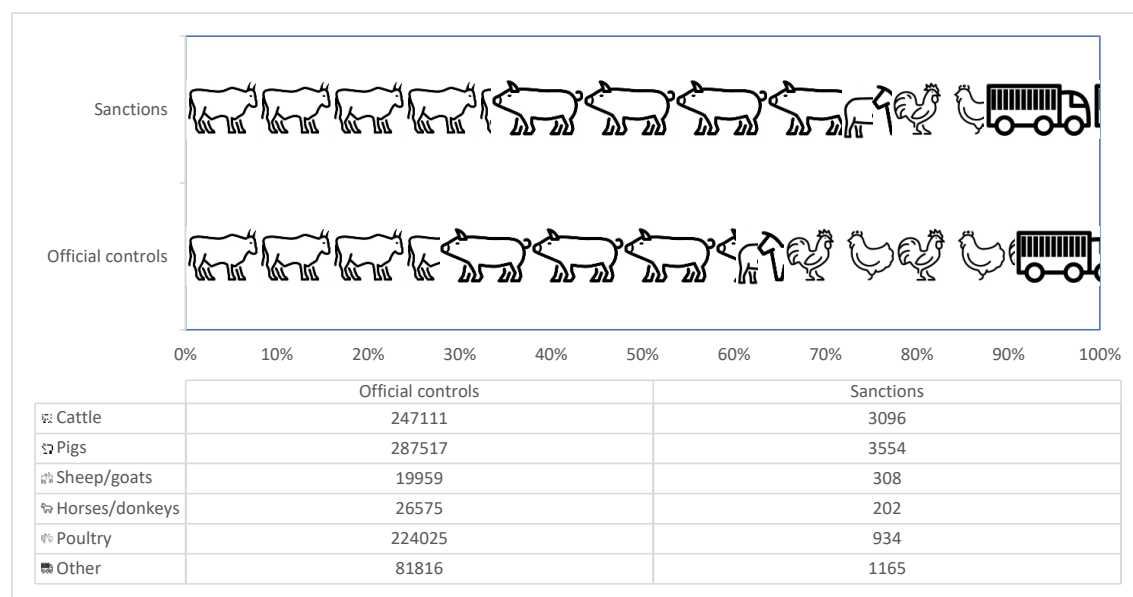 Sanctions
Official controls
0% 10% 20% 30% 40% 50% 60% 70% 80% 90% 100%
Official controls Sanctions
Cattle 247111 3096
Pigs 287517 3554
Sheep/goats 19959 308
Horses/donkeys 26575 202
Poultry 224025 934
Other 81816 1165